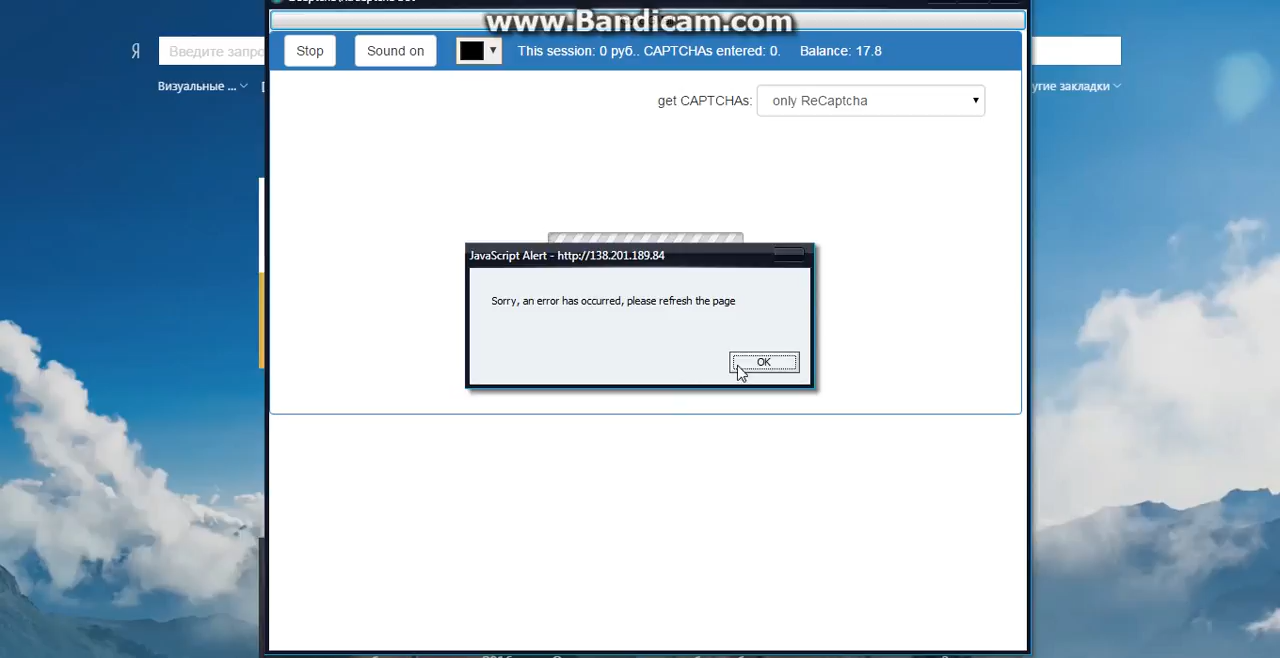 www.Bandicam.com
Я
Введите запро
Stop
Sound on
This session: 0 руб.. CAPTCHAs entered: 0.
Balance: 17.8
Визуальные ...
угие закладки
get CAPTCHAs:
only ReCaptcha
JavaScript Alert - http://138.201.189.84
Sorry, an error has occurred, please refresh the page
OK